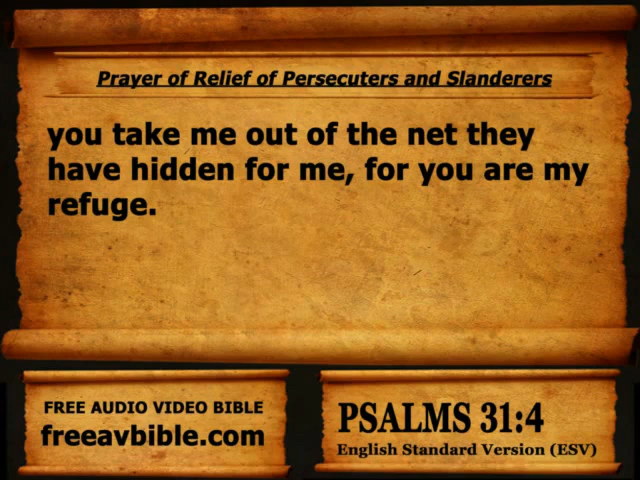 Prayer of Relief of Persecuters and Slanderers
you take me out of the net they
have hidden for me, for you are my
refuge.
FREE AUDIO VIDEO BIBLE
freeavbible.com
PSALMS 31:4
English Standard Version (ESV)